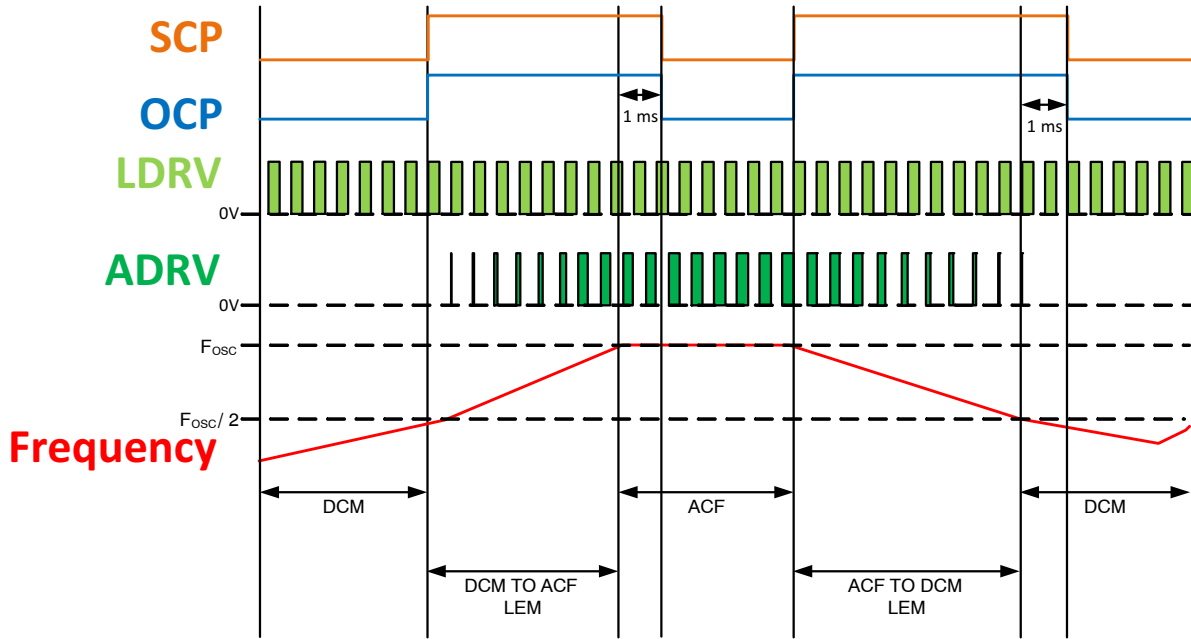 SCP
OCP
1 ms
1 ms
LDRV
0V
ADRV
0V
FOSC
FOSC/ 2
Frequency
DCM
ACF
DCM
DCM TO ACF
LEM
ACF TO DCM
LEM